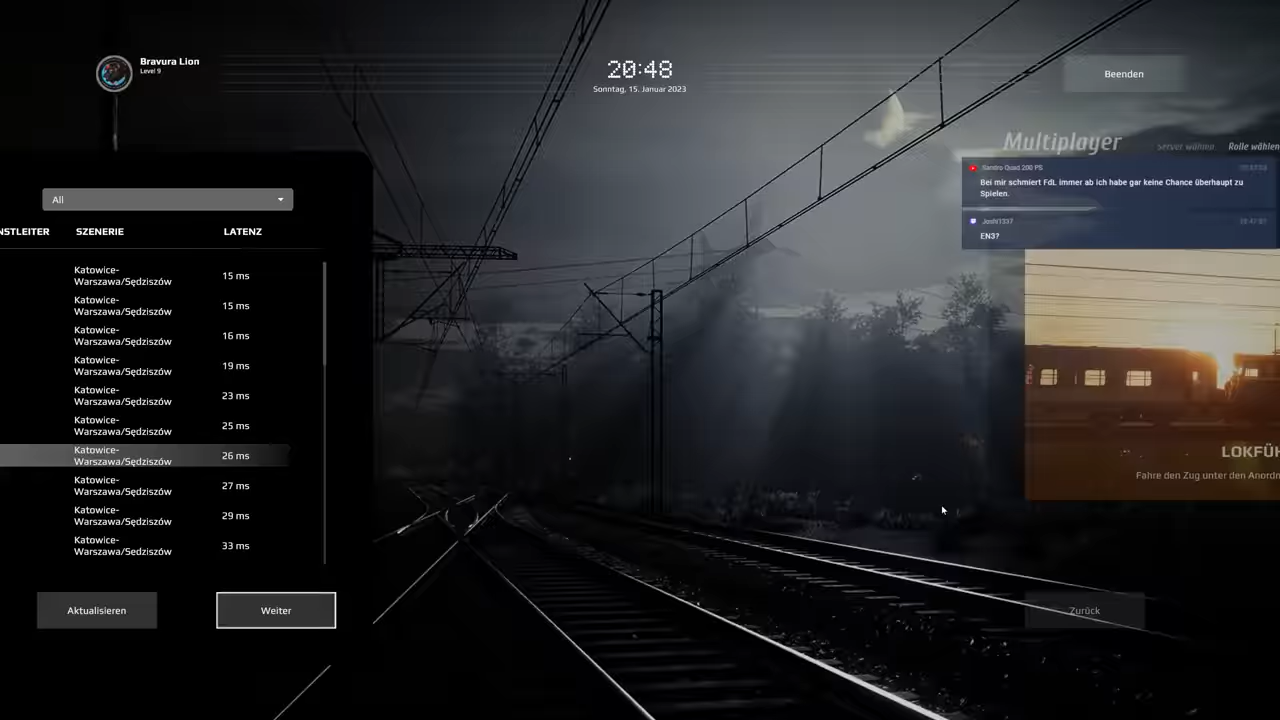 Bravura Lion
Level 9
20:48
Sonntag, 15. Januar 2023
Beenden
Multiplayer
Server wählen
Rolle wählen
Sandro Quad 200 PS
Bei mir schmiert FdL immer ab ich habe gar keine Chance überhaupt zu
Spielen.
Joshi1337
EN3?
All
NSTLEITER
SZENERIE
LATENZ
Katowice-
Warszawa/Sędziszów
15 ms
Katowice-
Warszawa/Sędziszów
15 ms
Katowice-
Warszawa/Sędziszów
16 ms
Katowice-
Warszawa/Sędziszów
19 ms
Katowice-
Warszawa/Sędziszów
23 ms
Katowice-
Warszawa/Sędziszów
25 ms
Katowice-
Warszawa/Sędziszów
26 ms
Katowice-
Warszawa/Sędziszów
27 ms
Katowice-
Warszawa/Sędziszów
29 ms
Katowice-
Warszawa/Sędziszów
33 ms
LOKFÜH
Fahre den Zug unter den Anordn
Aktualisieren
Weiter
Zurück